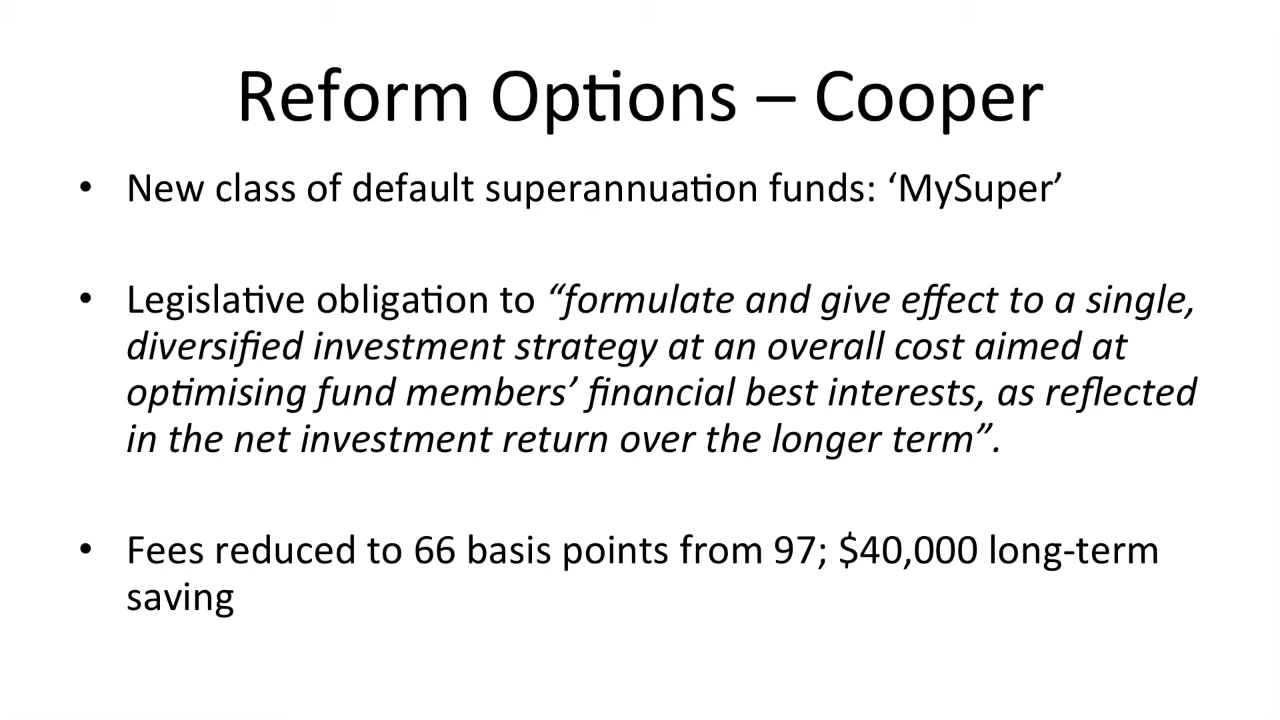 Reform Options – Cooper
• New class of default superannuation funds: ‘MySuper’
• Legislative obligation to “formulate and give effect to a single,
diversified investment strategy at an overall cost aimed at
optimising fund members’ financial best interests, as reflected
in the net investment return over the longer term”.
• Fees reduced to 66 basis points from 97; $40,000 long-term
saving